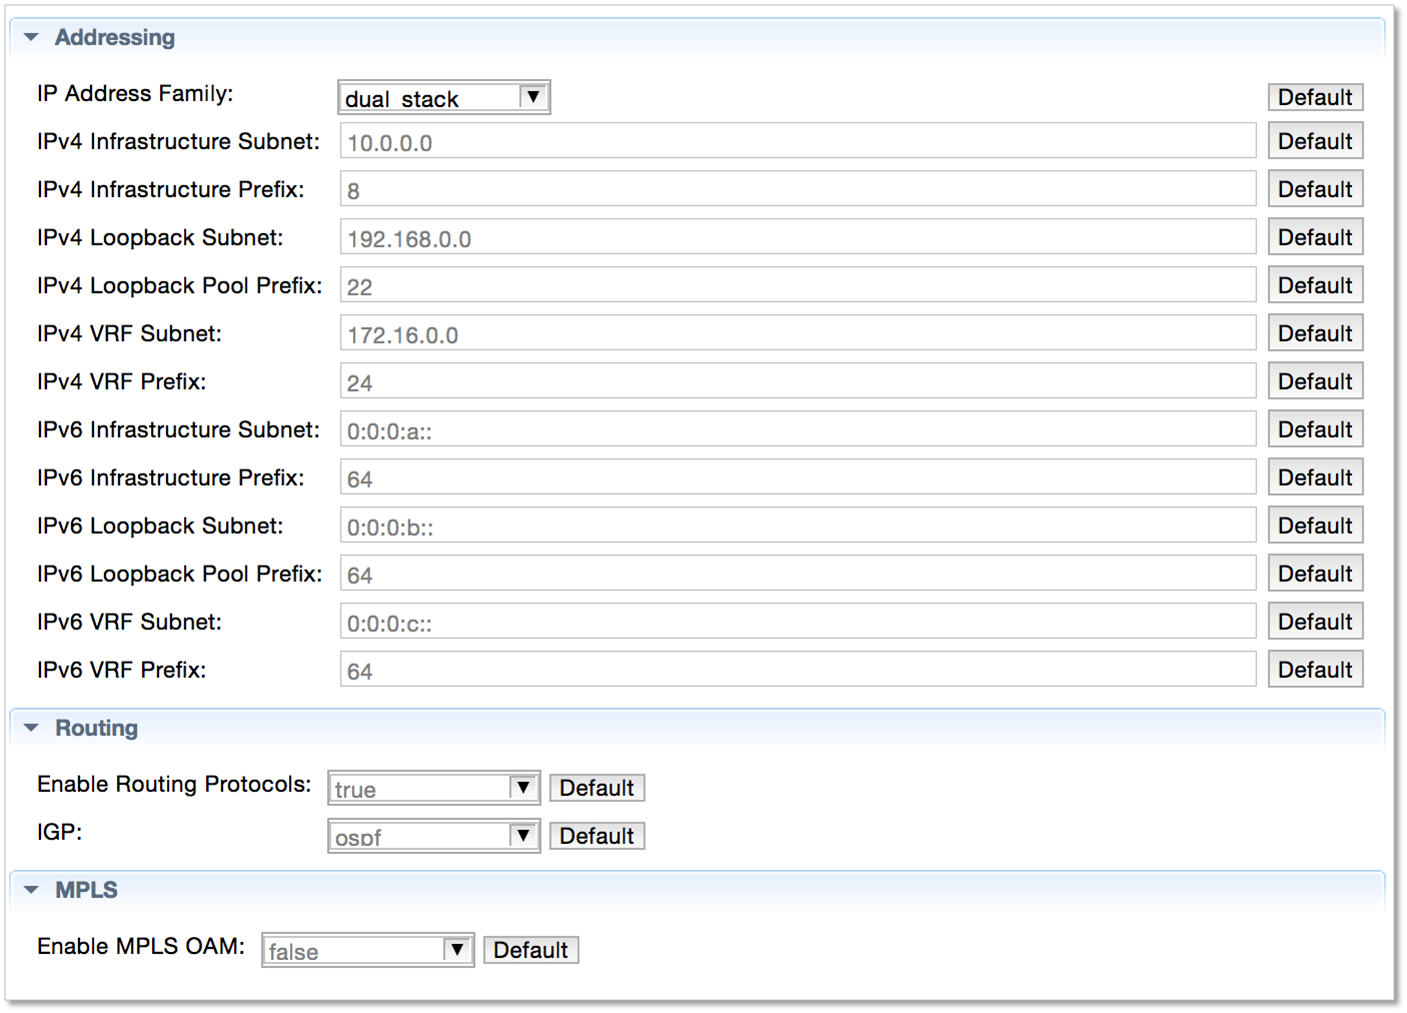 Addressing
IP Address Family: dual_stack Default
IPv4 Infrastructure Subnet: 10.0.0.0 Default
IPv4 Infrastructure Prefix: 8 Default
IPv4 Loopback Subnet: 192.168.0.0 Default
IPv4 Loopback Pool Prefix: 22 Default
IPv4 VRF Subnet: 172.16.0.0 Default
IPv4 VRF Prefix: 24 Default
IPv6 Infrastructure Subnet: 0:0:0:a:: Default
IPv6 Infrastructure Prefix: 64 Default
IPv6 Loopback Subnet: 0:0:0:b:: Default
IPv6 Loopback Pool Prefix: 64 Default
IPv6 VRF Subnet: 0:0:0:c:: Default
IPv6 VRF Prefix: 64 Default
Routing
Enable Routing Protocols: true Default
IGP: ospf Default
MPLS
Enable MPLS OAM: false Default